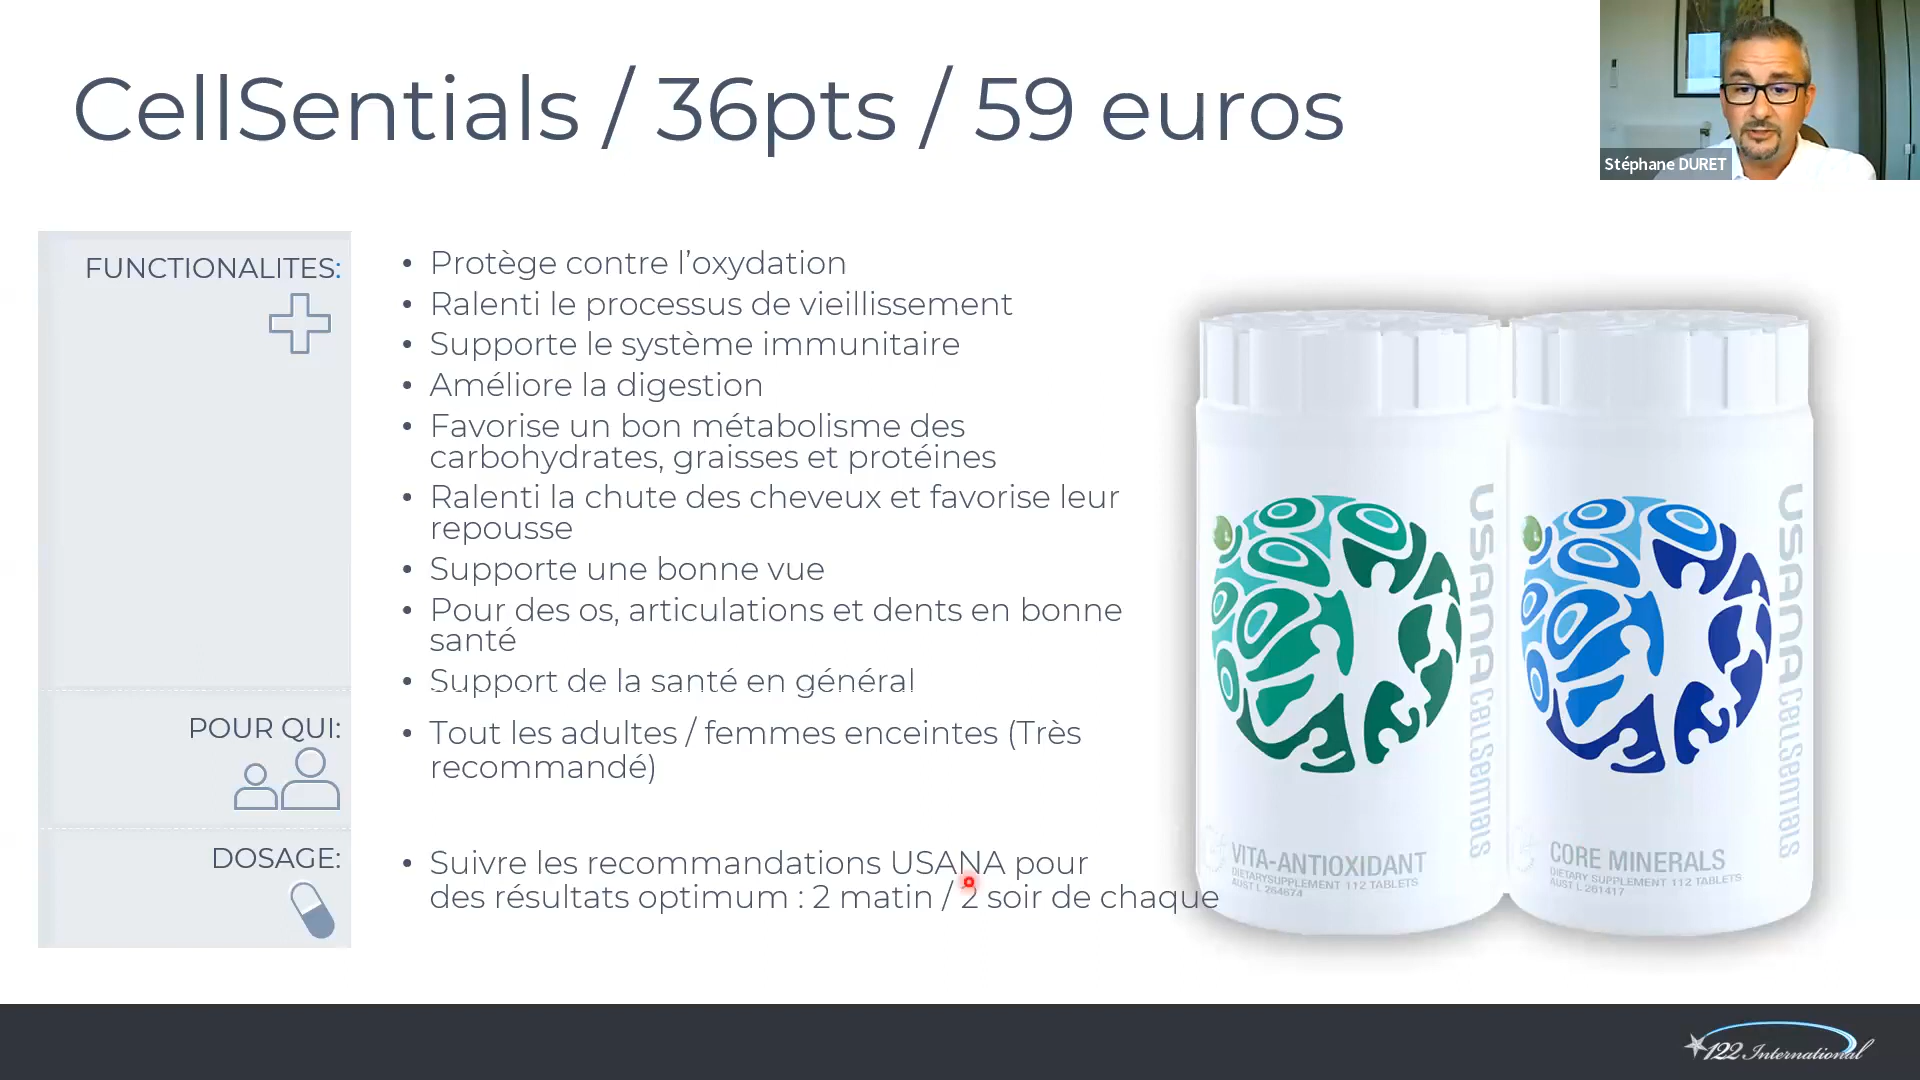 CellSentials / 36pts / 59 euros
Stéphane DURET
FUNCTIONALITES:
• Protège contre l’oxydation
• Ralenti le processus de vieillissement
• Supporte le système immunitaire
• Améliore la digestion
• Favorise un bon métabolisme des
carbohydrates, graisses et protéines
• Ralenti la chute des cheveux et favorise leur
repousse
• Supporte une bonne vue
• Pour des os, articulations et dents en bonne
santé
• Support de la santé en général
POUR QUI:
• Tout les adultes / femmes enceintes (Très
recommandé)
DOSAGE:
• Suivre les recommandations USANA pour
des résultats optimum : 2 matin / 2 soir de chaque
USANA CellSentials
VITA-ANTIOXIDANT
DIETARY SUPPLEMENT 112 TABLETS
AUST L 264674
USANA CellSentials
CORE MINERALS
DIETARY SUPPLEMENT 112 TABLETS
AUST L 261417
122 International